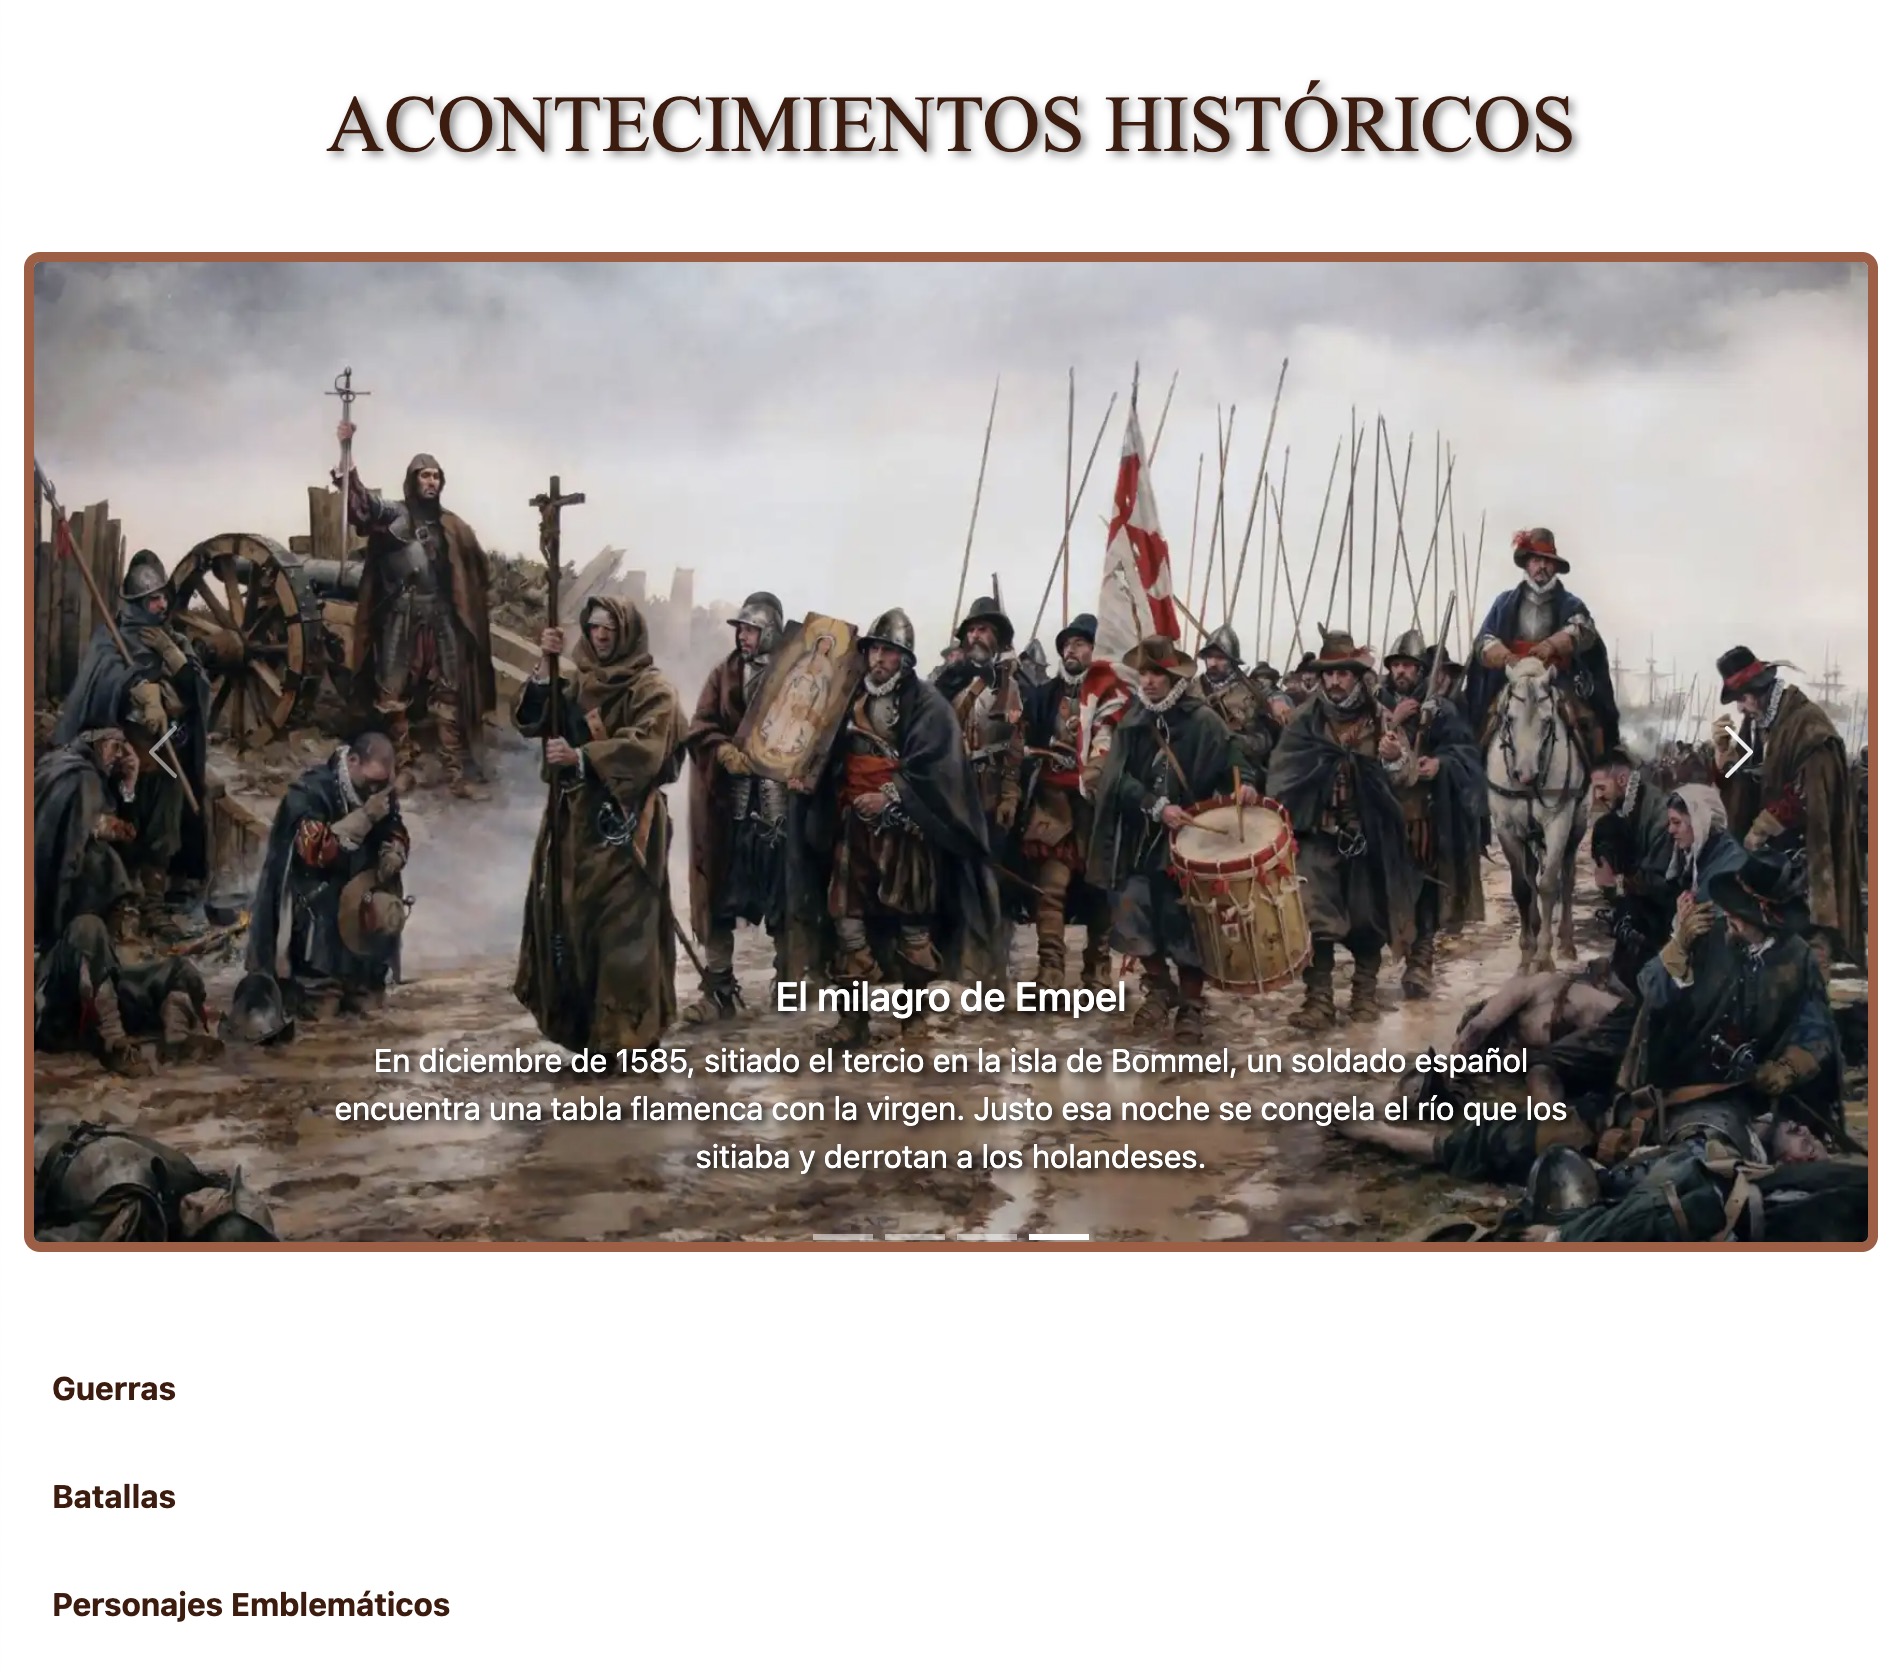 ACONTECIMIENTOS HISTÓRICOS
El milagro de Empel
En diciembre de 1585, sitiado el tercio en la isla de Bommel, un soldado español
encuentra una tabla flamenca con la virgen. Justo esa noche se congela el río que los
sitiaba y derrotan a los holandeses.
Guerras
Batallas
Personajes Emblemáticos